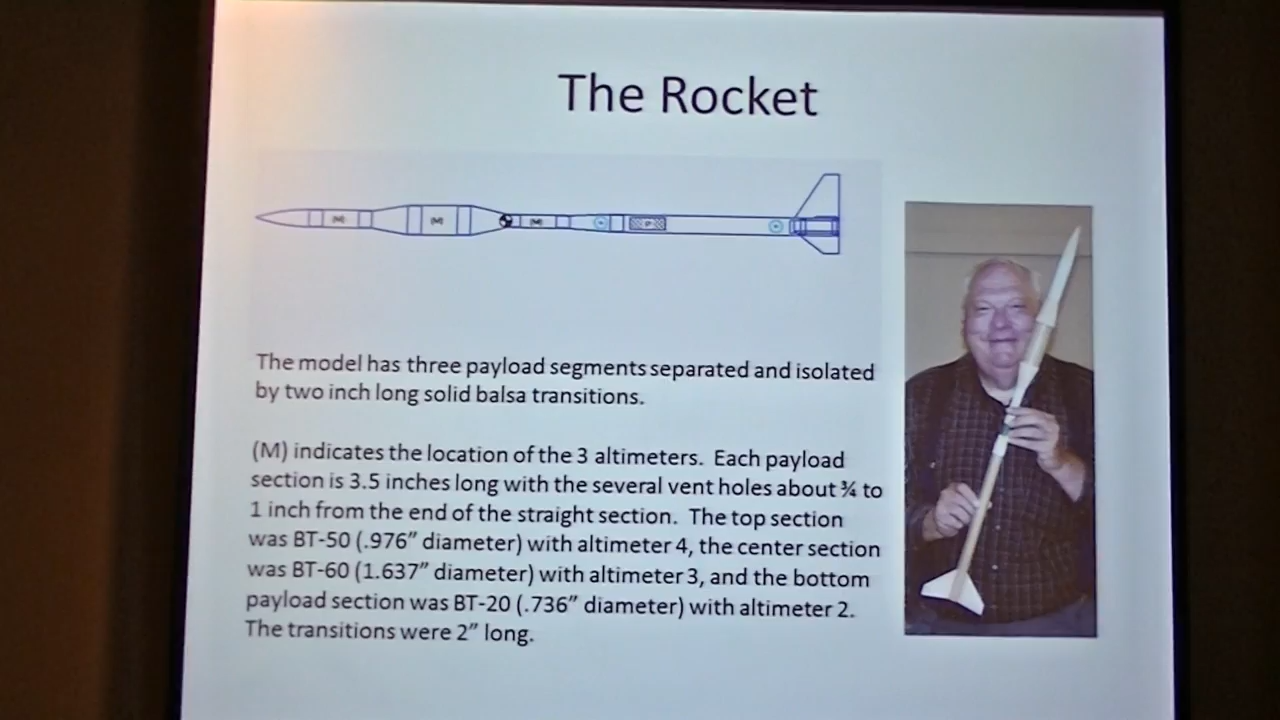 The Rocket
(M) (M) (M) P
The model has three payload segments separated and isolated
by two inch long solid balsa transitions.
(M) indicates the location of the 3 altimeters.  Each payload
section is 3.5 inches long with the several vent holes about ¾ to
1 inch from the end of the straight section.  The top section
was BT-50 (.976” diameter) with altimeter 4, the center section
was BT-60 (1.637” diameter) with altimeter 3, and the bottom
payload section was BT-20 (.736” diameter) with altimeter 2.
The transitions were 2” long.